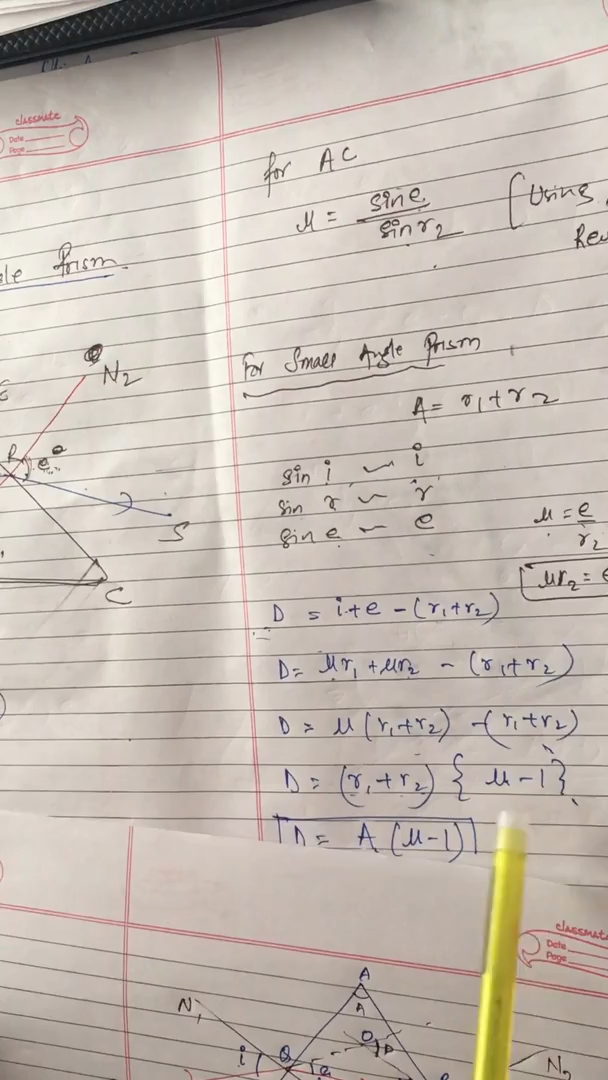 classmate
Date
Page
for AC
μ = sin e / sin r₂ (Using
Prism
For Small Angle Prism
A = r₁ + r₂
N₂
sin i ∼ i
sin r ∼ r
sin e ∼ e
μ = e / r₂
μr₂ = e
e
S
C
D = i + e - (r₁ + r₂)
D = μr₁ + μr₂ - (r₁ + r₂)
D = μ(r₁ + r₂) - (r₁ + r₂)
D = (r₁ + r₂) { μ - 1 }
D = A (μ - 1)
classmate
Date
Page
A
A
N₁
D
i
Q
N₂